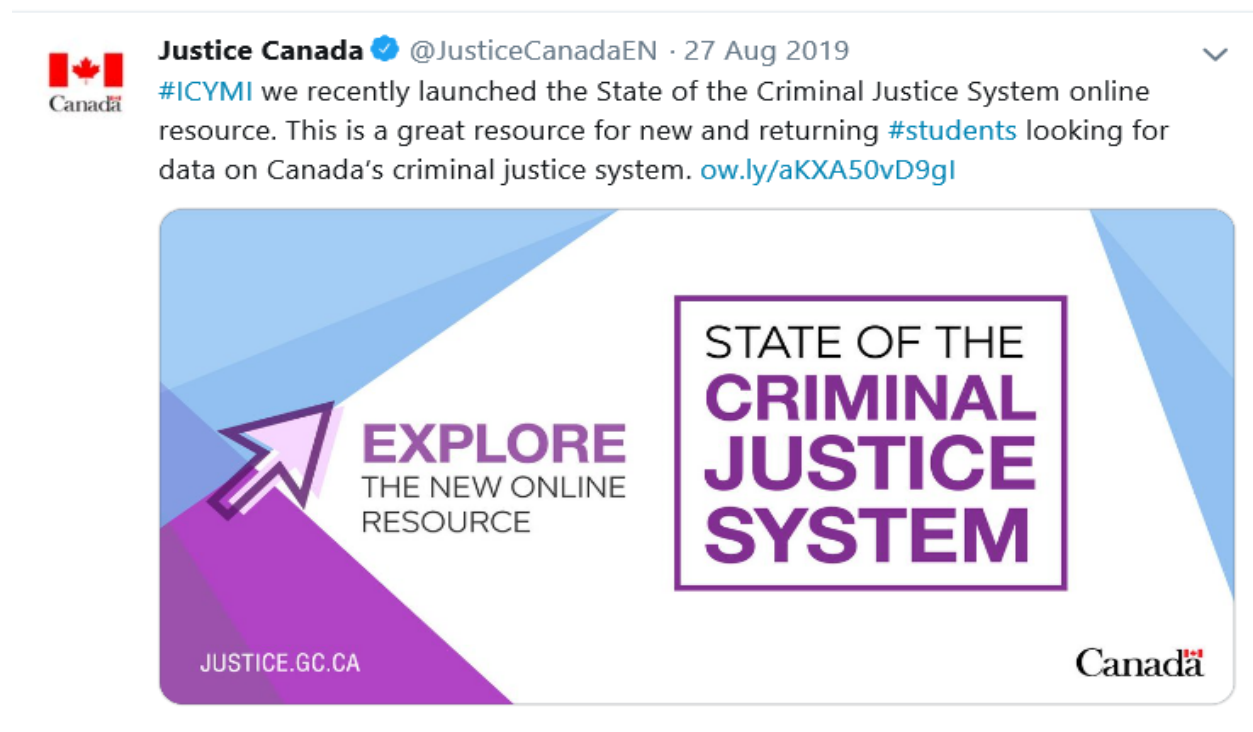 Justice Canada @JusticeCanadaEN · 27 Aug 2019
Canada
#ICYMI we recently launched the State of the Criminal Justice System online
resource. This is a great resource for new and returning #students looking for
data on Canada's criminal justice system. ow.ly/aKXA50vD9gI
EXPLORE
THE NEW ONLINE
RESOURCE
STATE OF THE
CRIMINAL
JUSTICE
SYSTEM
JUSTICE.GC.CA
Canada